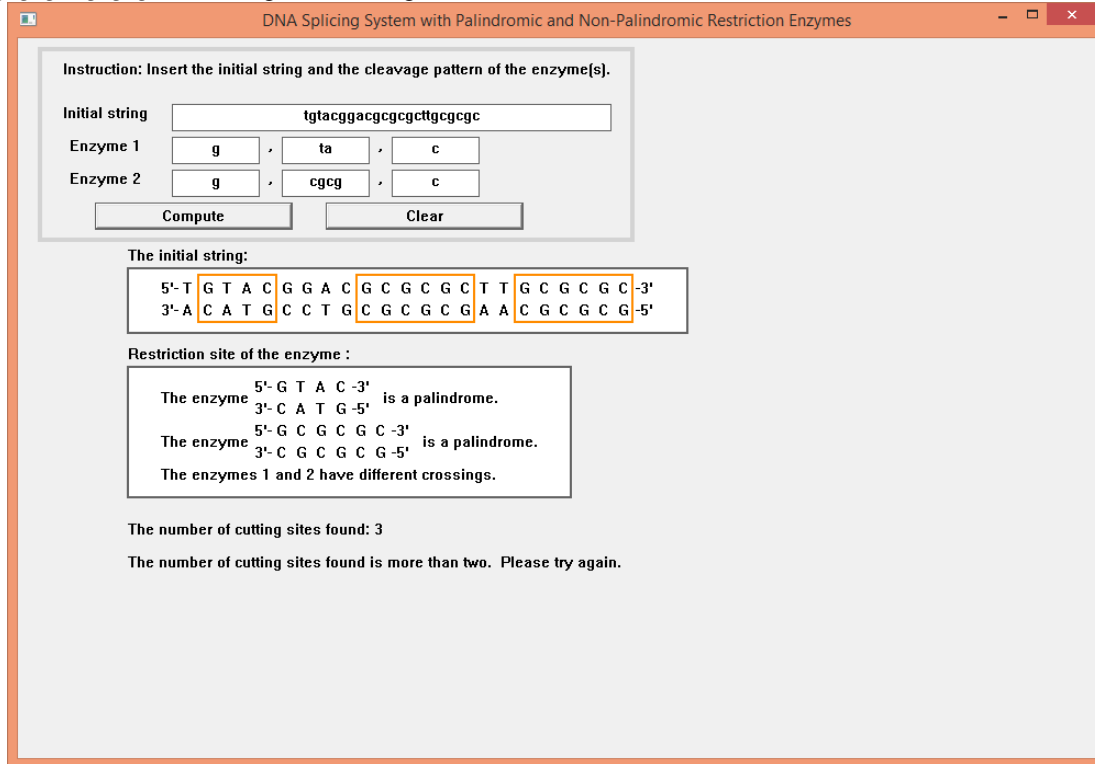 DNA Splicing System with Palindromic and Non-Palindromic Restriction Enzymes
Instruction: Insert the initial string and the cleavage pattern of the enzyme(s).
Initial string tgtacggacgcgcgcttgcgcgc
Enzyme 1 g , ta , c
Enzyme 2 g , cgcg , c
Compute Clear
The initial string:
5'- T G T A C G G A C G C G C G C T T G C G C G C -3'
3'- A C A T G C C T G C G C G C G A A C G C G C G -5'
Restriction site of the enzyme :
The enzyme 5'- G T A C -3' is a palindrome.
3'- C A T G -5'
The enzyme 5'- G C G C G C -3' is a palindrome.
3'- C G C G C G -5'
The enzymes 1 and 2 have different crossings.
The number of cutting sites found: 3
The number of cutting sites found is more than two. Please try again.